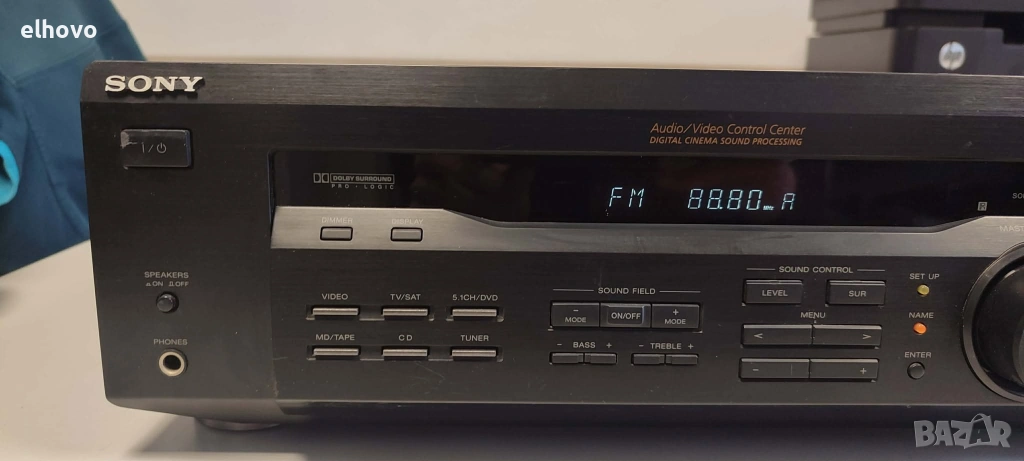 elhovo
hp
SONY
Audio/Video Control Center
DIGITAL CINEMA SOUND PROCESSING
I/⏻
DOLBY SURROUND
PRO · LOGIC
FM 88.80 MHz A
DIMMER DISPLAY
SPEAKERS
ON OFF
PHONES
VIDEO TV/SAT 5.1CH/DVD
MD/TAPE CD TUNER
SOUND FIELD
− MODE ON/OFF + MODE
− BASS + − TREBLE +
SOUND CONTROL
LEVEL SUR
MENU
< >
− +
SET UP
NAME
ENTER
BAZAR